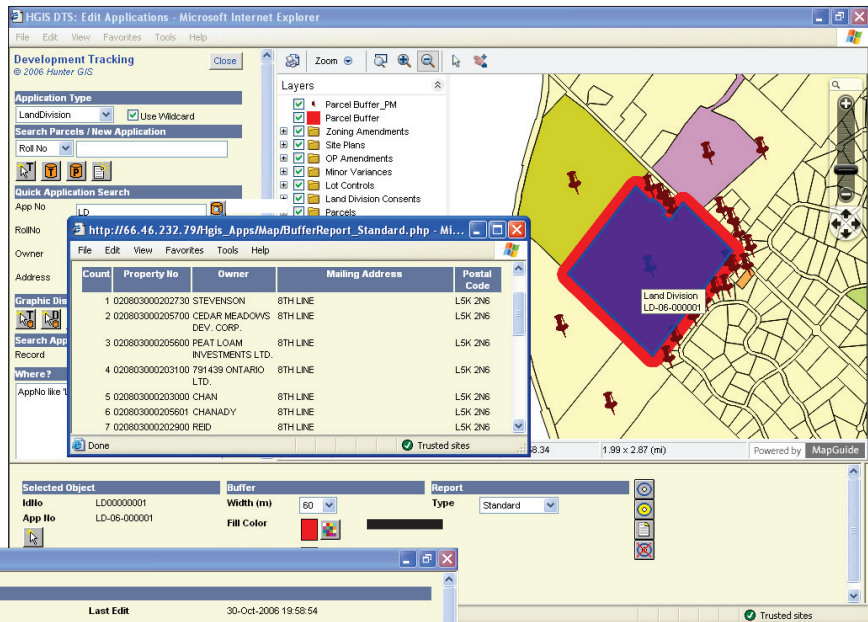 HGIS DTS: Edit Applications - Microsoft Internet Explorer
File Edit View Favorites Tools Help
Development Tracking
Close
© 2006 Hunter GIS
Application Type
LandDivision
Use Wildcard
Search Parcels / New Application
Roll No
Quick Application Search
App No
LD
RollNo
Owner
Address
Graphic Dis
Search App
Record
Where?
AppNo like 'L
Zoom
Layers
Parcel Buffer_PM
Parcel Buffer
Zoning Amendments
Site Plans
OP Amendments
Minor Variances
Lot Controls
Land Division Consents
Parcels
Land Division
LD-06-000001
http://66.46.232.79/Hgis_Apps/Map/BufferReport_Standard.php - Mi...
File Edit View Favorites Tools Help
Count Property No Owner Mailing Address Postal Code
1 020803000202730 STEVENSON 8TH LINE L5K 2N6
2 020803000205700 CEDAR MEADOWS DEV. CORP. 8TH LINE L5K 2N6
3 020803000205600 PEAT LOAM INVESTMENTS LTD. 8TH LINE L5K 2N6
4 020803000203100 791439 ONTARIO LTD. 8TH LINE L5K 2N6
5 020803000203000 CHAN 8TH LINE L5K 2N6
6 020803000205601 CHANADY 8TH LINE L5K 2N6
7 020803000202900 REID 8TH LINE L5K 2N6
Done
Trusted sites
8.34
1.99 x 2.87 (mi)
Powered by MapGuide
Selected Object
IdNo LD00000001
App No LD-06-000001
Buffer
Width (m) 60
Fill Color
Report
Type Standard
Last Edit 30-Oct-2006 19:58:54
Trusted sites